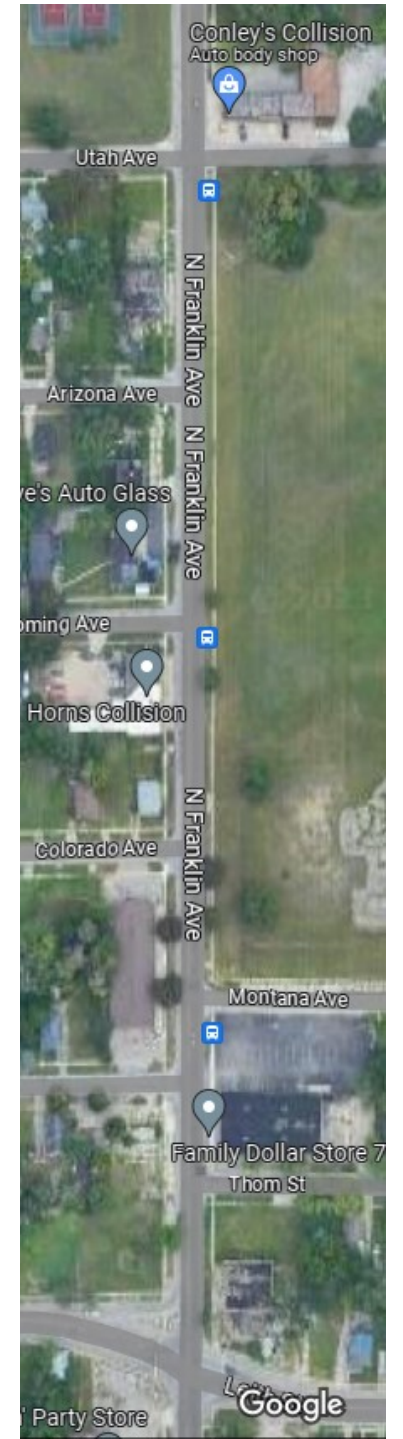 Conley's Collision
Auto body shop
Utah Ave
N Franklin Ave
Arizona Ave
N Franklin Ave
ve's Auto Glass
oming Ave
Horns Collision
N Franklin Ave
Colorado Ave
Montana Ave
Family Dollar Store 7
Thom St
Google
' Party Store